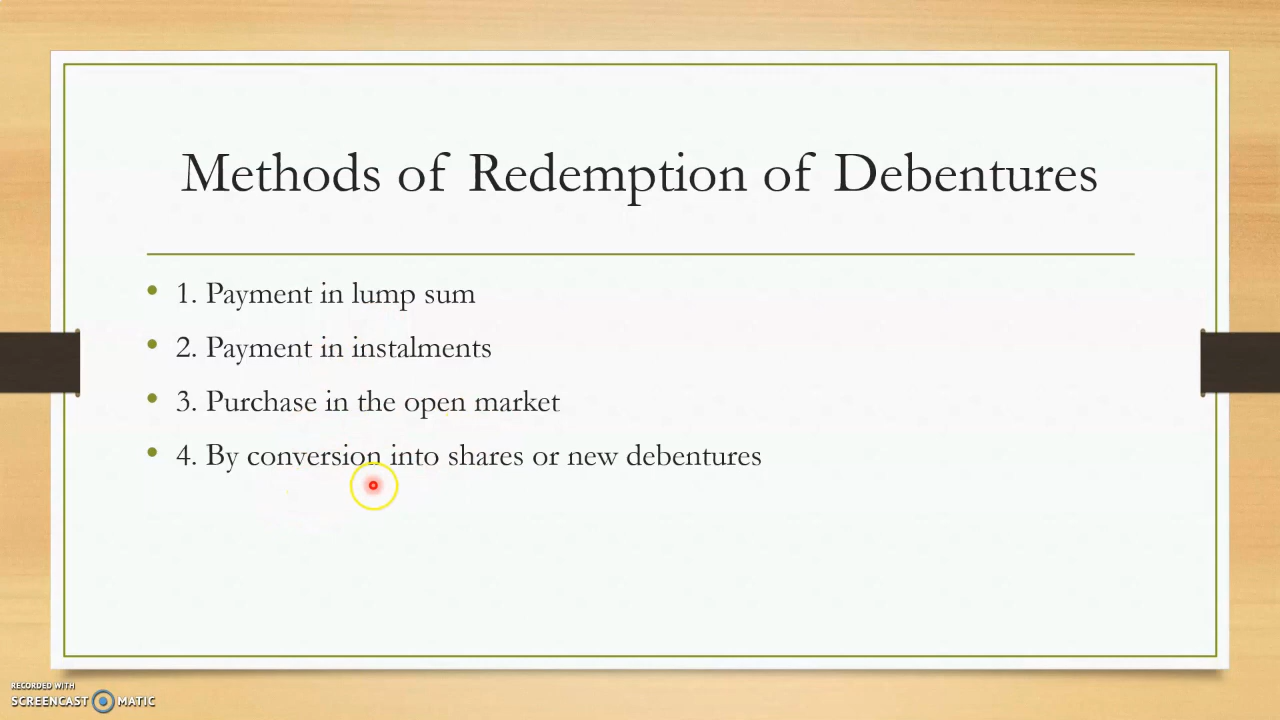 Methods of Redemption of Debentures
• 1. Payment in lump sum
• 2. Payment in instalments
• 3. Purchase in the open market
• 4. By conversion into shares or new debentures
RECORDED WITH
SCREENCAST MATIC